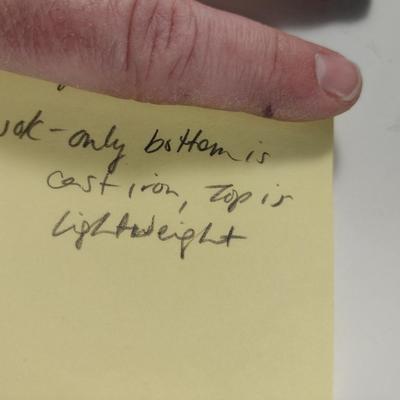 -only bottom is
cast iron, Top is
lightweight